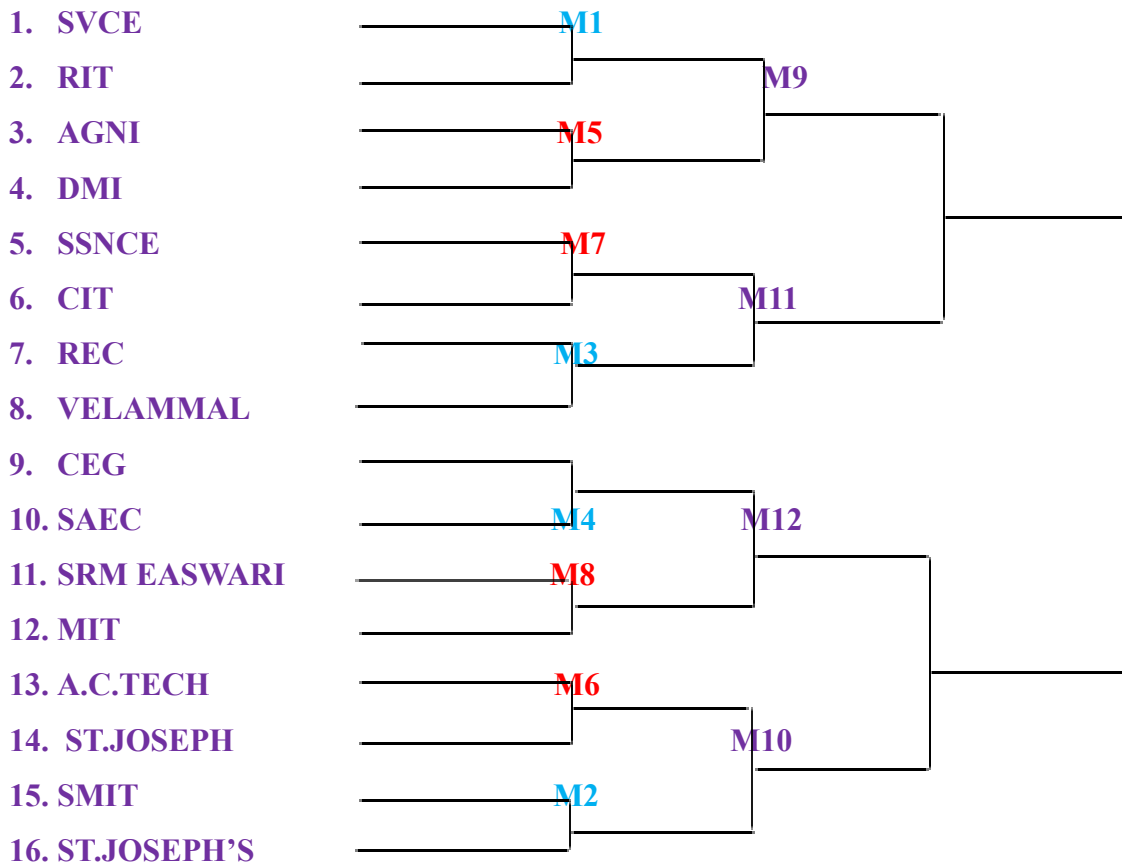 1. SVCE M1
2. RIT M9
3. AGNI M5
4. DMI
5. SSNCE M7
6. CIT M11
7. REC M3
8. VELAMMAL
9. CEG
10. SAEC M4 M12
11. SRM EASWARI M8
12. MIT
13. A.C.TECH M6
14. ST.JOSEPH M10
15. SMIT M2
16. ST.JOSEPH’S